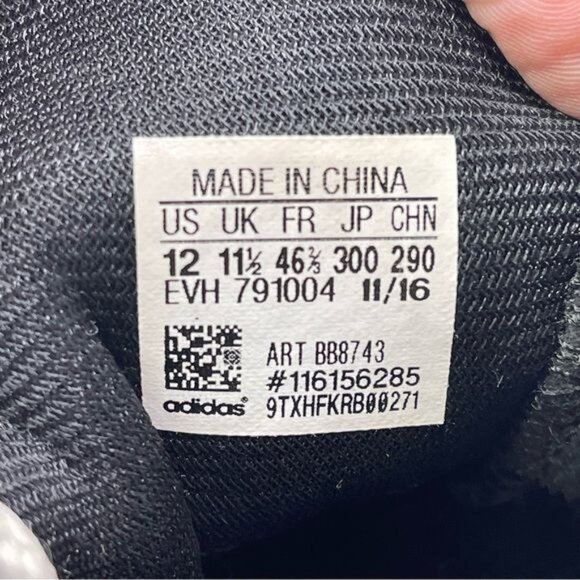 MADE IN CHINA
US UK FR JP CHN
12 11½ 46⅔ 300 290
EVH 791004 11/16
ART BB8743
#116156285
adidas® 9TXHFKRB00271